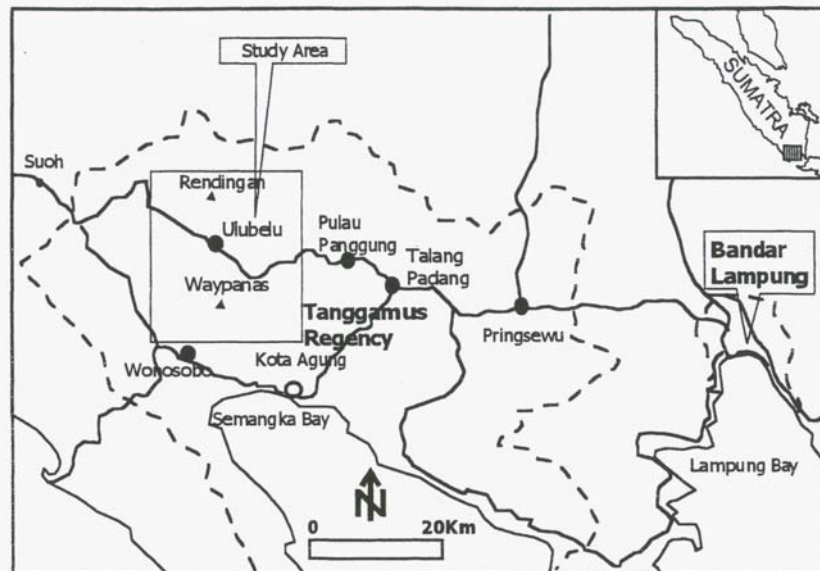 Study Area
SUMATRA
Suoh
Rendingan
Ulubelu
Pulau
Panggung
Talang
Padang
Bandar
Lampung
Waypanas
Tanggamus
Regency
Pringsewu
Wonosobo
Kota Agung
Semangka Bay
Lampung Bay
N
0
20Km